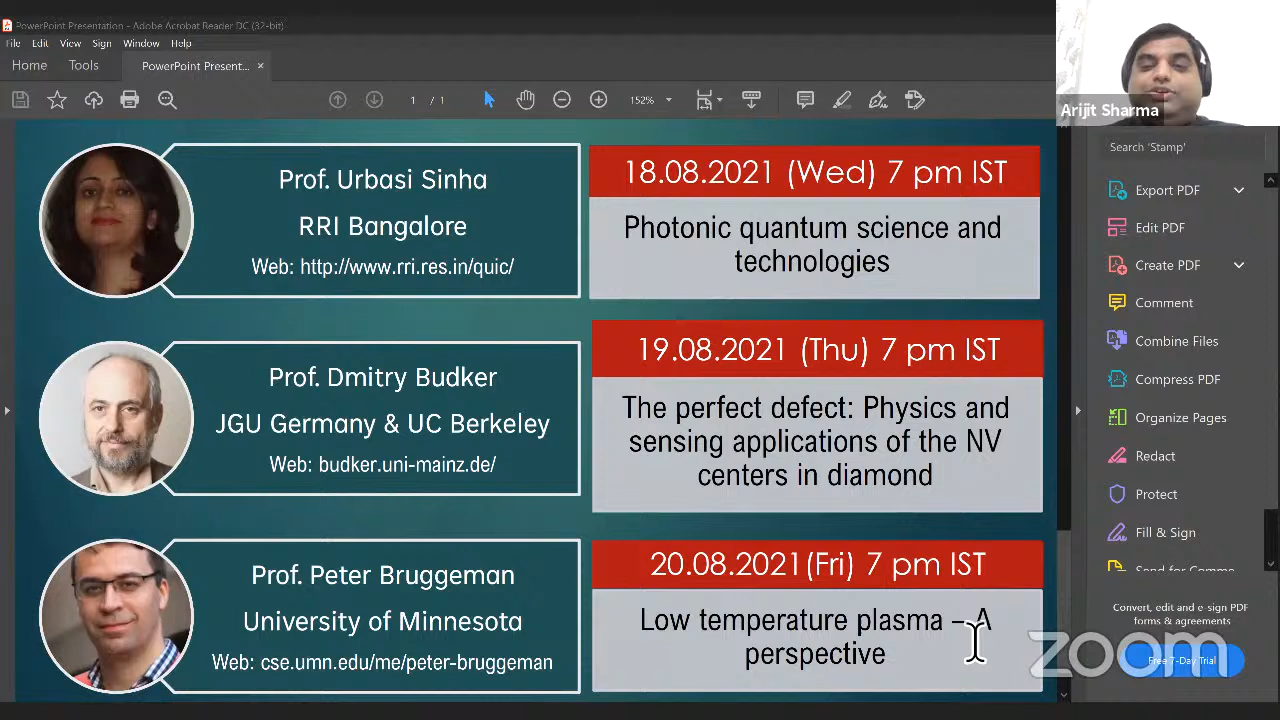 PowerPoint Presentation - Adobe Acrobat Reader DC (32-bit)
File Edit View Sign Window Help
Home Tools PowerPoint Present... ×
1 / 1 152%
Arijit Sharma
Prof. Urbasi Sinha
RRI Bangalore
Web: http://www.rri.res.in/quic/
18.08.2021 (Wed) 7 pm IST
Photonic quantum science and
technologies
Prof. Dmitry Budker
JGU Germany & UC Berkeley
Web: budker.uni-mainz.de/
19.08.2021 (Thu) 7 pm IST
The perfect defect: Physics and
sensing applications of the NV
centers in diamond
Prof. Peter Bruggeman
University of Minnesota
Web: cse.umn.edu/me/peter-bruggeman
20.08.2021(Fri) 7 pm IST
Low temperature plasma – A
perspective
Search 'Stamp'
Export PDF
Edit PDF
Create PDF
Comment
Combine Files
Compress PDF
Organize Pages
Redact
Protect
Fill & Sign
Send for Comme
Convert, edit and e-sign PDF
forms & agreements
Free 7-Day Trial
zoom